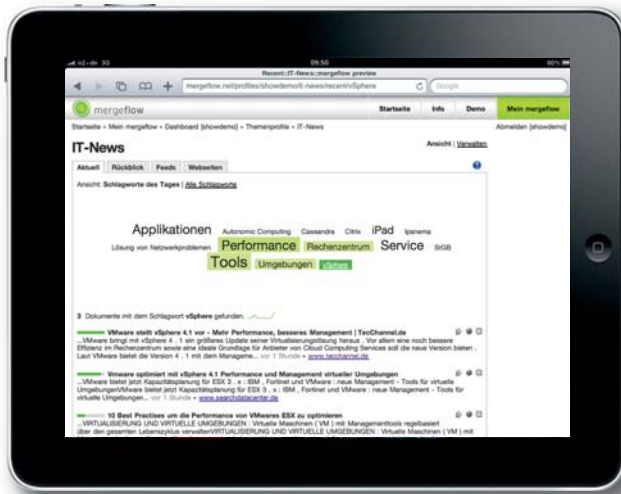 o2-de 3G 09:50 80%
Recent::IT-News::mergeflow preview
mergeflow.net/profiles/showdemo/it-news/recent/vSphere Google
mergeflow Startseite Info Demo Mein mergeflow
Startseite » Mein mergeflow » Dashboard [showdemo] » Themenprofile » IT-News Abmelden [showdemo]
IT-News Ansicht | Verwalten
Aktuell Rückblick Feeds Webseiten
Ansicht: Schlagworte des Tages | Alle Schlagworte
Applikationen Autonomic Computing Cassandra Citrix iPad Ipanema
Lösung von Netzwerkproblemen Performance Rechenzentrum Service StGB
Tools Umgebungen vSphere
3 Dokumente mit dem Schlagwort vSphere gefunden.
VMware stellt vSphere 4.1 vor - Mehr Performance, besseres Management | TecChannel.de
...VMware bringt mit vSphere 4 . 1 ein größeres Update seiner Virtualisierungslösung heraus . Vor allem eine noch bessere
Effizienz im Rechenzentrum sowie eine ideale Grundlage für Anbieter von Cloud Computing Services soll die neue Version bieten .
Laut VMware bietet die Version 4 . 1 mit dem Manageme... vor 1 Stunde » www.tecchannel.de
Vmware optimiert mit vSphere 4.1 Performance und Management virtueller Umgebungen
...VMware bietet jetzt Kapazitätsplanung für ESX 3 . x : IBM , Fortinet und VMware : neue Management - Tools für virtuelle
UmgebungenVMware bietet jetzt Kapazitätsplanung für ESX 3 . x : IBM , Fortinet und VMware : neue Management - Tools für
virtuelle Umgebungen... vor 1 Stunde » www.searchdatacenter.de
10 Best Practises um die Performance von VMwares ESX zu optimieren
...VIRTUALISIERUNG UND VIRTUELLE UMGEBUNGEN : Virtuelle Maschinen ( VM ) mit Managementtools regelbasiert
über den gesamten Lebenszyklus verwaltenVIRTUALISIERUNG UND VIRTUELLE UMGEBUNGEN : Virtuelle Maschinen ( VM ) mit